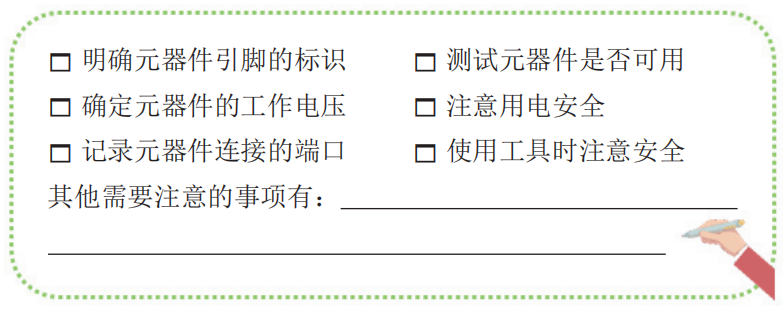 □ 明确元器件引脚的标识 □ 测试元器件是否可用
□ 确定元器件的工作电压 □ 注意用电安全
□ 记录元器件连接的端口 □ 使用工具时注意安全
其他需要注意的事项有：